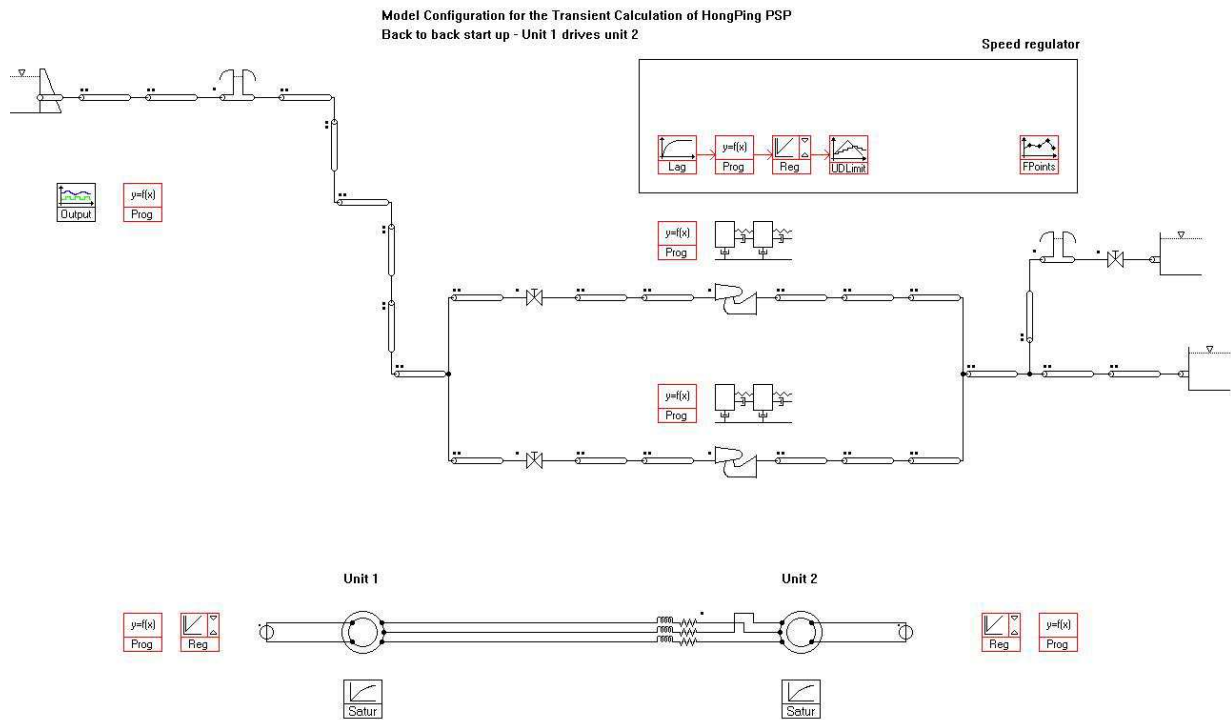 Model Configuration for the Transient Calculation of HongPing PSP
Back to back start up - Unit 1 drives unit 2
Speed regulator
Lag
y=f(x)
Prog
Reg
UDLimit
FPoints
Output
y=f(x)
Prog
y=f(x)
Prog
y=f(x)
Prog
Unit 1
Unit 2
y=f(x)
Prog
Reg
Reg
y=f(x)
Prog
Satur
Satur